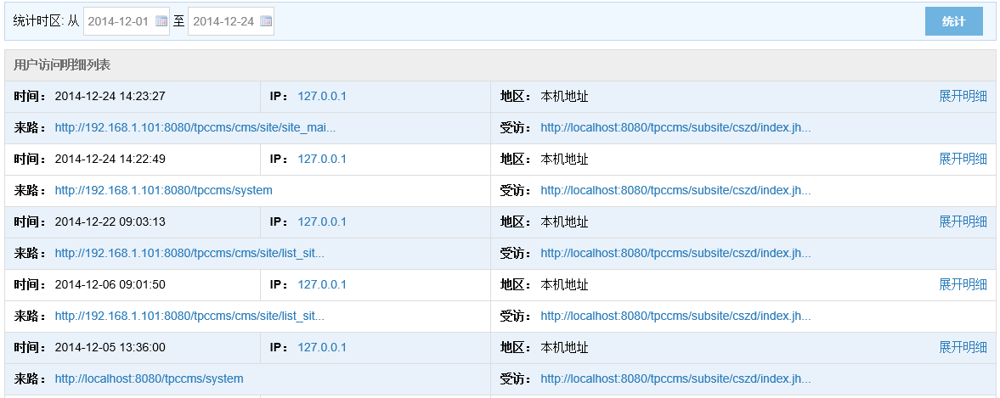 统计时区: 从 2014-12-01 至 2014-12-24 统计
用户访问明细列表
时间： 2014-12-24 14:23:27 IP： 127.0.0.1 地区： 本机地址 展开明细
来路： http://192.168.1.101:8080/tpccms/cms/site/site_mai... 受访： http://localhost:8080/tpccms/subsite/cszd/index.jh...
时间： 2014-12-24 14:22:49 IP： 127.0.0.1 地区： 本机地址 展开明细
来路： http://192.168.1.101:8080/tpccms/system 受访： http://localhost:8080/tpccms/subsite/cszd/index.jh...
时间： 2014-12-22 09:03:13 IP： 127.0.0.1 地区： 本机地址 展开明细
来路： http://192.168.1.101:8080/tpccms/cms/site/list_sit... 受访： http://localhost:8080/tpccms/subsite/cszd/index.jh...
时间： 2014-12-06 09:01:50 IP： 127.0.0.1 地区： 本机地址 展开明细
来路： http://192.168.1.101:8080/tpccms/cms/site/list_sit... 受访： http://localhost:8080/tpccms/subsite/cszd/index.jh...
时间： 2014-12-05 13:36:00 IP： 127.0.0.1 地区： 本机地址 展开明细
来路： http://localhost:8080/tpccms/system 受访： http://localhost:8080/tpccms/subsite/cszd/index.jh...